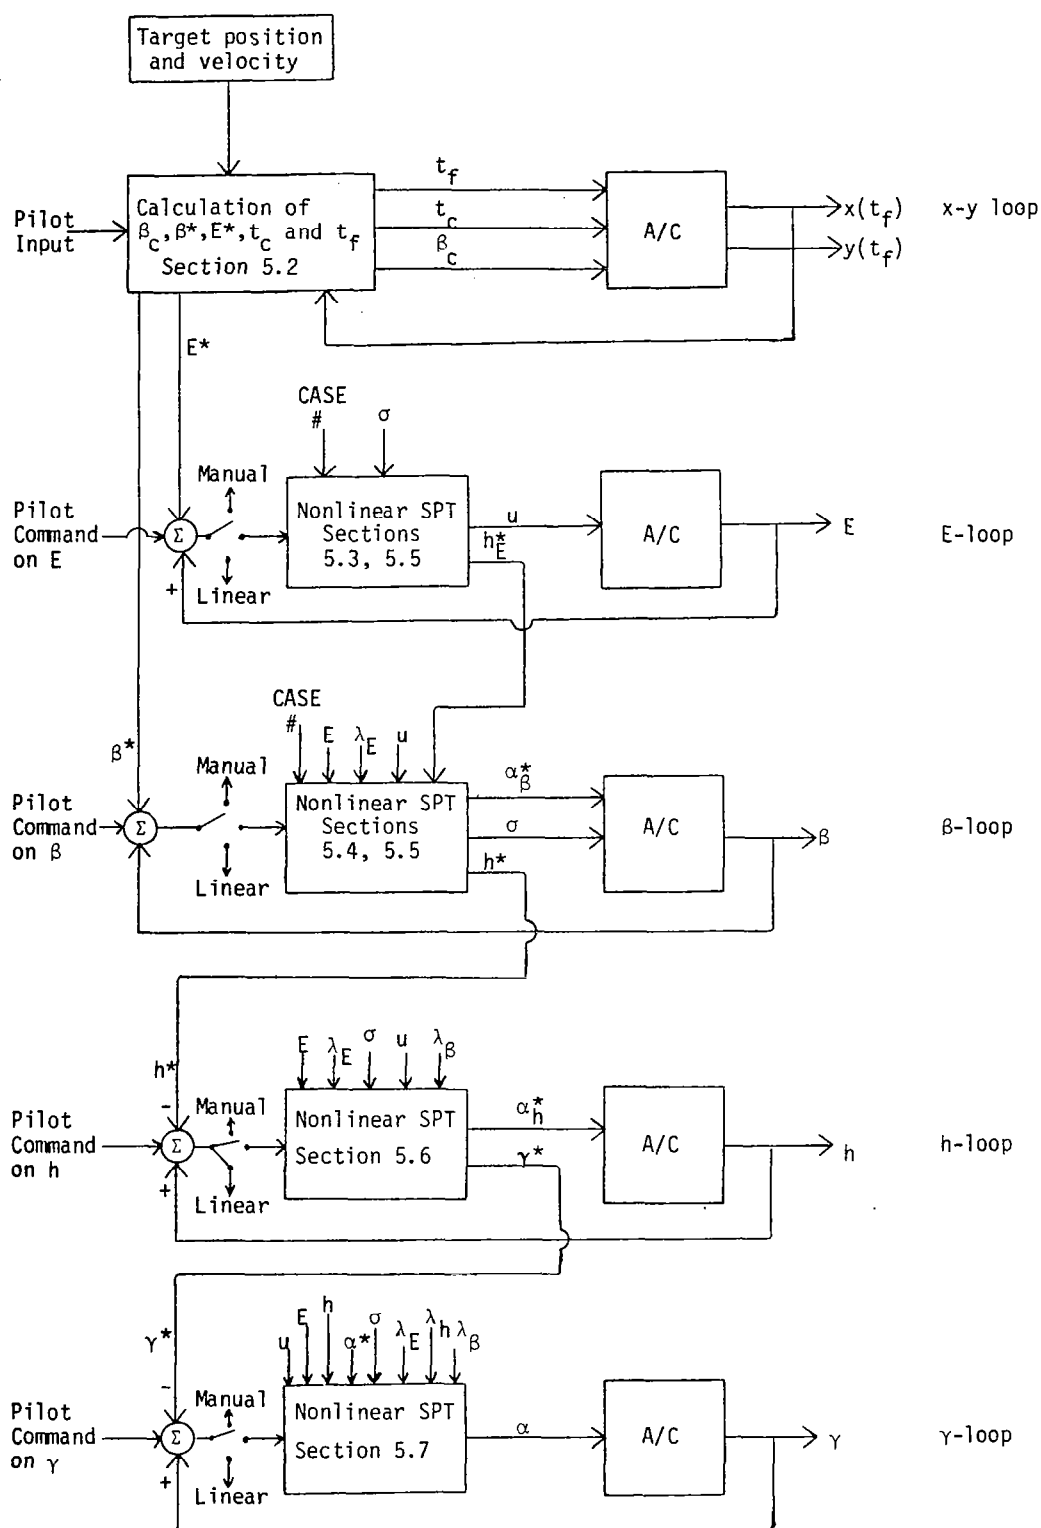 Target position
and velocity
Pilot
Input
Calculation of
β_c, β*, E*, t_c and t_f
Section 5.2
t_f
t_c
β_c
A/C
x(t_f)
y(t_f)
x-y loop
E*
CASE
#
σ
Manual
Pilot
Command
on E
Σ
+
Linear
Nonlinear SPT
Sections
5.3, 5.5
u
h*_E
A/C
E
E-loop
β*
CASE
#
E
λ_E
u
Manual
Pilot
Command
on β
Σ
Linear
Nonlinear SPT
Sections
5.4, 5.5
α*_β
σ
h*
A/C
β
β-loop
h*
E
λ_E
σ
u
λ_β
-
Manual
Pilot
Command
on h
Σ
+
Linear
Nonlinear SPT
Section 5.6
α*_h
γ*
A/C
h
h-loop
γ*
u
E
h
α*
σ
λ_E
λ_h
λ_β
-
Manual
Pilot
Command
on γ
Σ
+
Linear
Nonlinear SPT
Section 5.7
α
A/C
γ
γ-loop